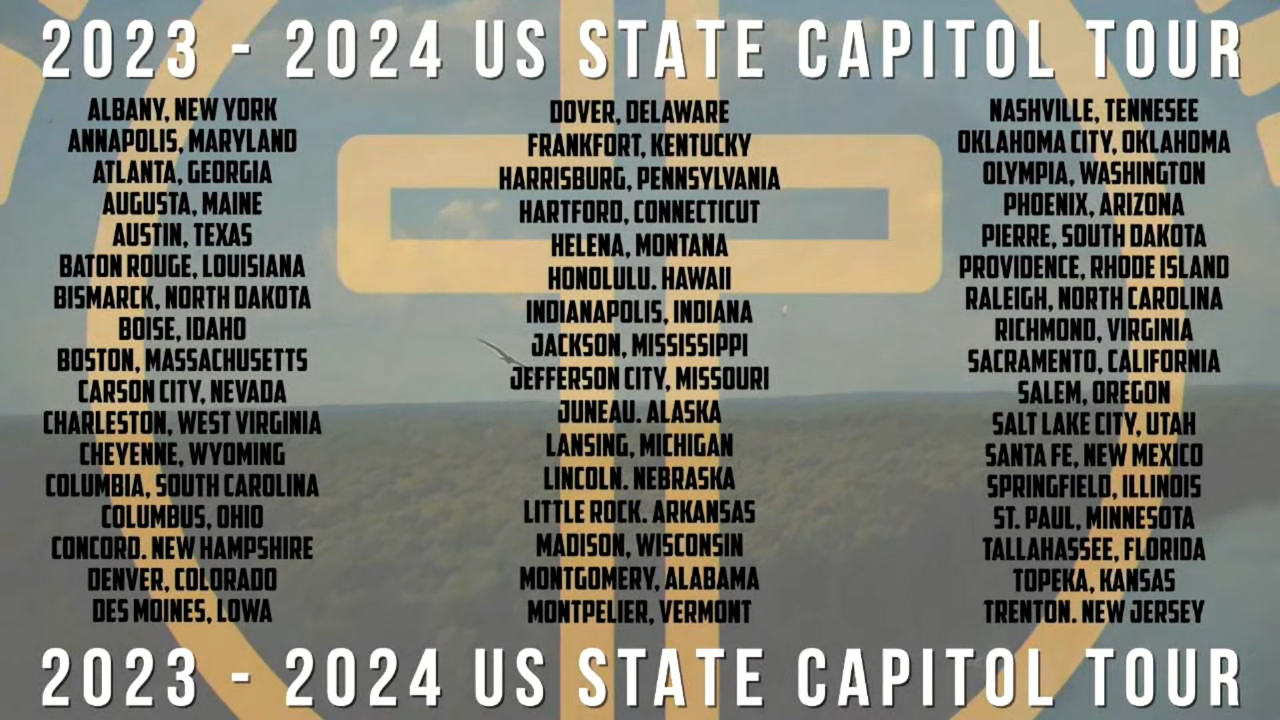 2023 - 2024 US STATE CAPITOL TOUR
ALBANY, NEW YORK
ANNAPOLIS, MARYLAND
ATLANTA, GEORGIA
AUGUSTA, MAINE
AUSTIN, TEXAS
BATON ROUGE, LOUISIANA
BISMARCK, NORTH DAKOTA
BOISE, IDAHO
BOSTON, MASSACHUSETTS
CARSON CITY, NEVADA
CHARLESTON, WEST VIRGINIA
CHEYENNE, WYOMING
COLUMBIA, SOUTH CAROLINA
COLUMBUS, OHIO
CONCORD. NEW HAMPSHIRE
DENVER, COLORADO
DES MOINES, LOWA
DOVER, DELAWARE
FRANKFORT, KENTUCKY
HARRISBURG, PENNSYLVANIA
HARTFORD, CONNECTICUT
HELENA, MONTANA
HONOLULU. HAWAII
INDIANAPOLIS, INDIANA
JACKSON, MISSISSIPPI
JEFFERSON CITY, MISSOURI
JUNEAU. ALASKA
LANSING, MICHIGAN
LINCOLN. NEBRASKA
LITTLE ROCK. ARKANSAS
MADISON, WISCONSIN
MONTGOMERY, ALABAMA
MONTPELIER, VERMONT
NASHVILLE, TENNESEE
OKLAHOMA CITY, OKLAHOMA
OLYMPIA, WASHINGTON
PHOENIX, ARIZONA
PIERRE, SOUTH DAKOTA
PROVIDENCE, RHODE ISLAND
RALEIGH, NORTH CAROLINA
RICHMOND, VIRGINIA
SACRAMENTO, CALIFORNIA
SALEM, OREGON
SALT LAKE CITY, UTAH
SANTA FE, NEW MEXICO
SPRINGFIELD, ILLINOIS
ST. PAUL, MINNESOTA
TALLAHASSEE, FLORIDA
TOPEKA, KANSAS
TRENTON. NEW JERSEY
2023 - 2024 US STATE CAPITOL TOUR